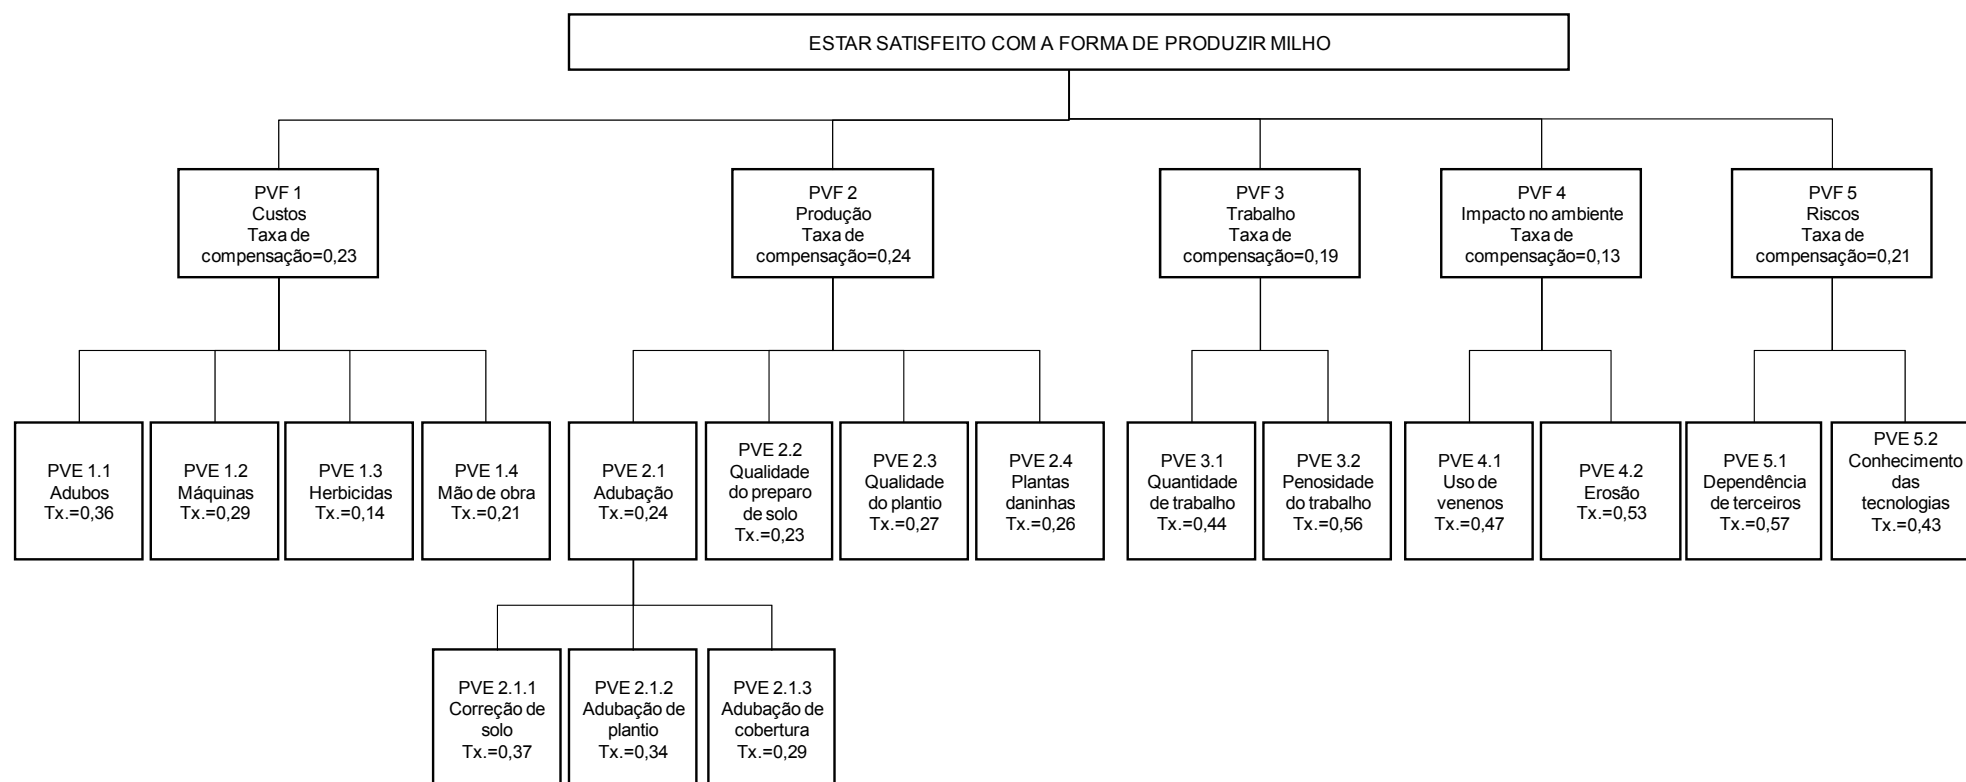 ESTAR SATISFEITO COM A FORMA DE PRODUZIR MILHO
PVF 1
Custos
Taxa de
compensação=0,23
PVF 2
Produção
Taxa de
compensação=0,24
PVF 3
Trabalho
Taxa de
compensação=0,19
PVF 4
Impacto no ambiente
Taxa de
compensação=0,13
PVF 5
Riscos
Taxa de
compensação=0,21
PVE 1.1
Adubos
Tx.=0,36
PVE 1.2
Máquinas
Tx.=0,29
PVE 1.3
Herbicidas
Tx.=0,14
PVE 1.4
Mão de obra
Tx.=0,21
PVE 2.1
Adubação
Tx.=0,24
PVE 2.2
Qualidade
do preparo
de solo
Tx.=0,23
PVE 2.3
Qualidade
do plantio
Tx.=0,27
PVE 2.4
Plantas
daninhas
Tx.=0,26
PVE 3.1
Quantidade
de trabalho
Tx.=0,44
PVE 3.2
Penosidade
do trabalho
Tx.=0,56
PVE 4.1
Uso de
venenos
Tx.=0,47
PVE 4.2
Erosão
Tx.=0,53
PVE 5.1
Dependência
de terceiros
Tx.=0,57
PVE 5.2
Conhecimento
das
tecnologias
Tx.=0,43
PVE 2.1.1
Correção de
solo
Tx.=0,37
PVE 2.1.2
Adubação de
plantio
Tx.=0,34
PVE 2.1.3
Adubação de
cobertura
Tx.=0,29